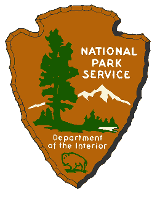 NATIONAL
PARK
SERVICE
Department
of the Interior